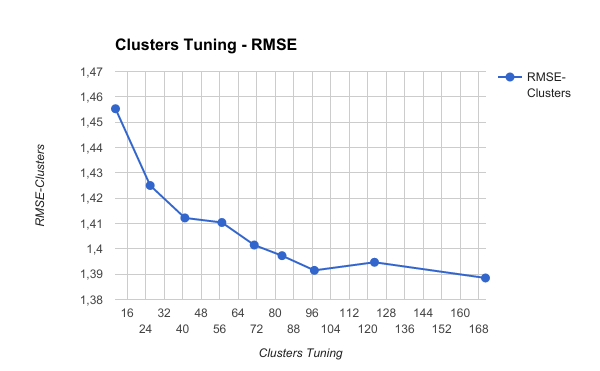 Clusters Tuning - RMSE
1,47
1,46
1,45
1,44
1,43
1,42
1,41
1,4
1,39
1,38
RMSE-Clusters
RMSE-
Clusters
16 32 48 64 80 96 112 128 144 160
24 40 56 72 88 104 120 136 152 168
Clusters Tuning